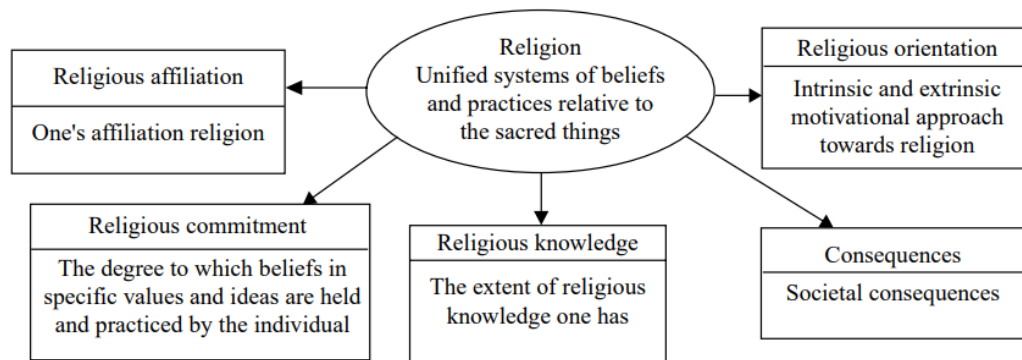 Religion
Unified systems of beliefs
and practices relative to
the sacred things
Religious affiliation
One's affiliation religion
Religious orientation
Intrinsic and extrinsic
motivational approach
towards religion
Religious commitment
The degree to which beliefs in
specific values and ideas are held
and practiced by the individual
Religious knowledge
The extent of religious
knowledge one has
Consequences
Societal consequences